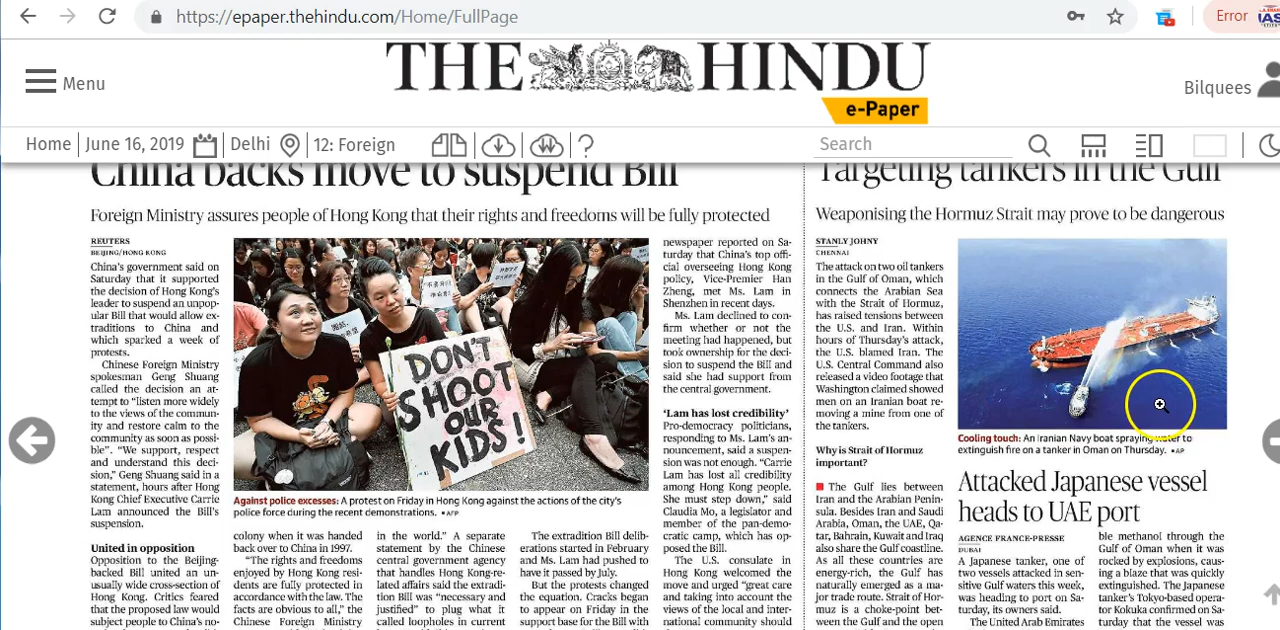 https://epaper.thehindu.com/Home/FullPage
Error
IAS
THE HINDU
e-Paper
Menu
Bilquees
Home
June 16, 2019
Delhi
12: Foreign
?
Search
China backs move to suspend Bill
Foreign Ministry assures people of Hong Kong that their rights and freedoms will be fully protected
REUTERS
BEIJING/HONG KONG
China's government said on
Saturday that it supported
the decision of Hong Kong's
leader to suspend an unpop-
ular Bill that would allow ex-
traditions to China and
which sparked a week of
protests.
Chinese Foreign Ministry
spokesman Geng Shuang
called the decision an at-
tempt to "listen more widely
to the views of the commun-
ity and restore calm to the
community as soon as possi-
ble". "We support, respect
and understand this deci-
sion," Geng Shuang said in a
statement, hours after Hong
Kong Chief Executive Carrie
Lam announced the Bill's
suspension.
United in opposition
Opposition to the Beijing-
backed Bill united an un-
usually wide cross-section of
Hong Kong. Critics feared
that the proposed law would
subject people to China's no-
DON'T
SHOOT
OUR
KIDS!
Against police excesses: A protest on Friday in Hong Kong against the actions of the city's
police force during the recent demonstrations. • AFP
colony when it was handed
back over to China in 1997.
"The rights and freedoms
enjoyed by Hong Kong resi-
dents are fully protected in
accordance with the law. The
facts are obvious to all," the
Chinese Foreign Ministry
in the world." A separate
statement by the Chinese
central government agency
that handles Hong Kong-re-
lated affairs said the extradi-
tion Bill was "necessary and
justified" to plug what it
called loopholes in current
The extradition Bill delib-
erations started in February
and Ms. Lam had pushed to
have it passed by July.
But the protests changed
the equation. Cracks began
to appear on Friday in the
support base for the Bill with
newspaper reported on Sa-
turday that China's top offi-
cial overseeing Hong Kong
policy, Vice-Premier Han
Zheng, met Ms. Lam in
Shenzhen in recent days.
Ms. Lam declined to con-
firm whether or not the
meeting had happened, but
took ownership for the deci-
sion to suspend the Bill and
said she had support from
the central government.
'Lam has lost credibility'
Pro-democracy politicians,
responding to Ms. Lam's an-
nouncement, said a suspen-
sion was not enough. "Carrie
Lam has lost all credibility
among Hong Kong people.
She must step down," said
Claudia Mo, a legislator and
member of the pan-demo-
cratic camp, which has op-
posed the Bill.
The U.S. consulate in
Hong Kong welcomed the
move and urged "great care
and taking into account the
views of the local and inter-
national community should
Targeting tankers in the Gulf
Weaponising the Hormuz Strait may prove to be dangerous
STANLY JOHNY
CHENNAI
The attack on two oil tankers
in the Gulf of Oman, which
connects the Arabian Sea
with the Strait of Hormuz,
has raised tensions between
the U.S. and Iran. Within
hours of Thursday's attack,
the U.S. blamed Iran. The
U.S. Central Command also
released a video footage that
Washington claimed showed
men on an Iranian boat re-
moving a mine from one of
the tankers.
Why is Strait of Hormuz
important?
The Gulf lies between
Iran and the Arabian Penin-
sula. Besides Iran and Saudi
Arabia, Oman, the UAE, Qa-
tar, Bahrain, Kuwait and Iraq
also share the Gulf coastline.
As all these countries are
energy-rich, the Gulf has
naturally emerged as a ma-
jor trade route. Strait of Hor-
muz is a choke-point bet-
ween the Gulf and the open
Cooling touch: An Iranian Navy boat spraying water to
extinguish fire on a tanker in Oman on Thursday. • AP
Attacked Japanese vessel
heads to UAE port
AGENCE FRANCE-PRESSE
DUBAI
A Japanese tanker, one of
two vessels attacked in sen-
sitive Gulf waters this week,
was heading to port on Sa-
turday, its owners said.
The United Arab Emirates
ble methanol through the
Gulf of Oman when it was
rocked by explosions, caus-
ing a blaze that was quickly
extinguished. The Japanese
tanker's Tokyo-based opera-
tor Kokuka confirmed on Sa-
turday that the vessel was